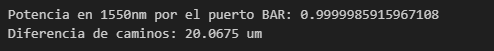 Potencia en 1550nm por el puerto BAR: 0.9999985915967108
Diferencia de caminos: 20.0675 um